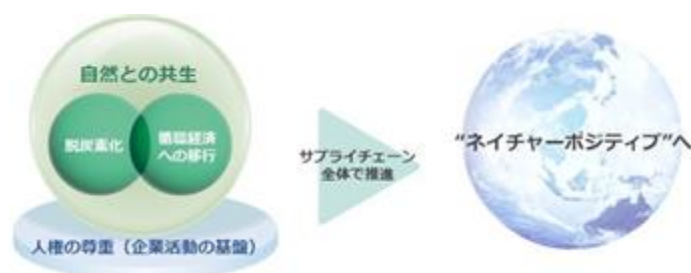 自然との共生
脱炭素化
循環経済
への移行
人権の尊重（企業活動の基盤）
サプライチェーン
全体で推進
“ネイチャーポジティブ”へ